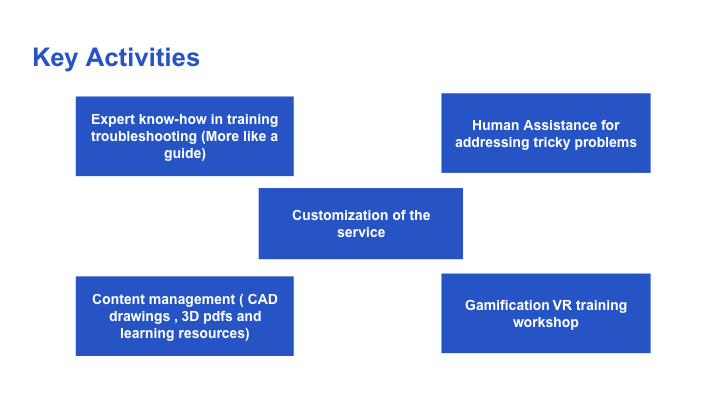 Key Activities
Expert know-how in training
troubleshooting (More like a
guide)
Human Assistance for
addressing tricky problems
Customization of the
service
Content management ( CAD
drawings , 3D pdfs and
learning resources)
Gamification VR training
workshop